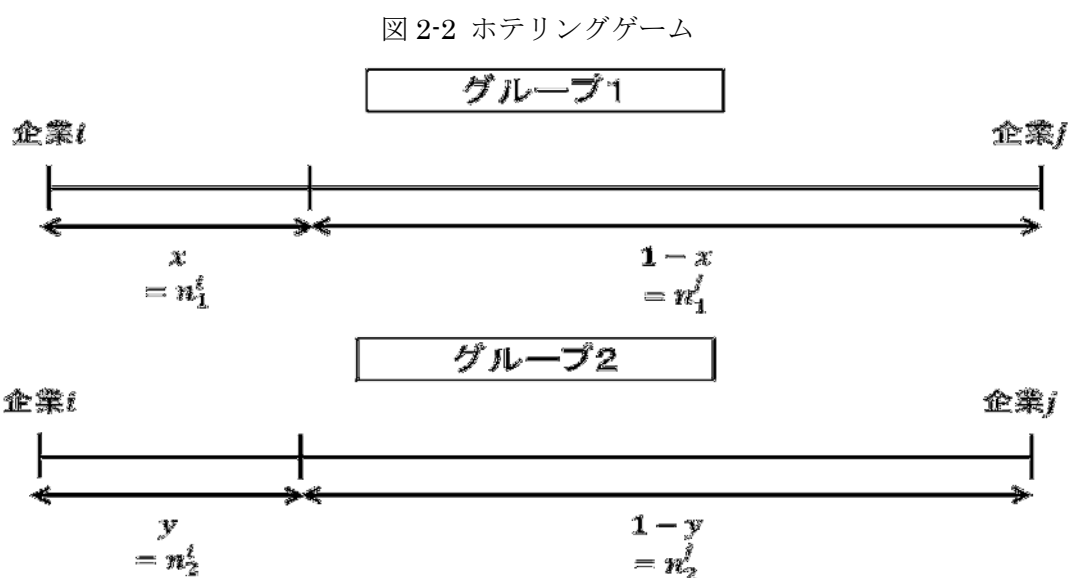 図 2-2 ホテリングゲーム
グループ1
企業i 企業j
x 1 − x
= n₁ⁱ = n₁ʲ
グループ2
企業i 企業j
y 1 − y
= n₂ⁱ = n₂ʲ